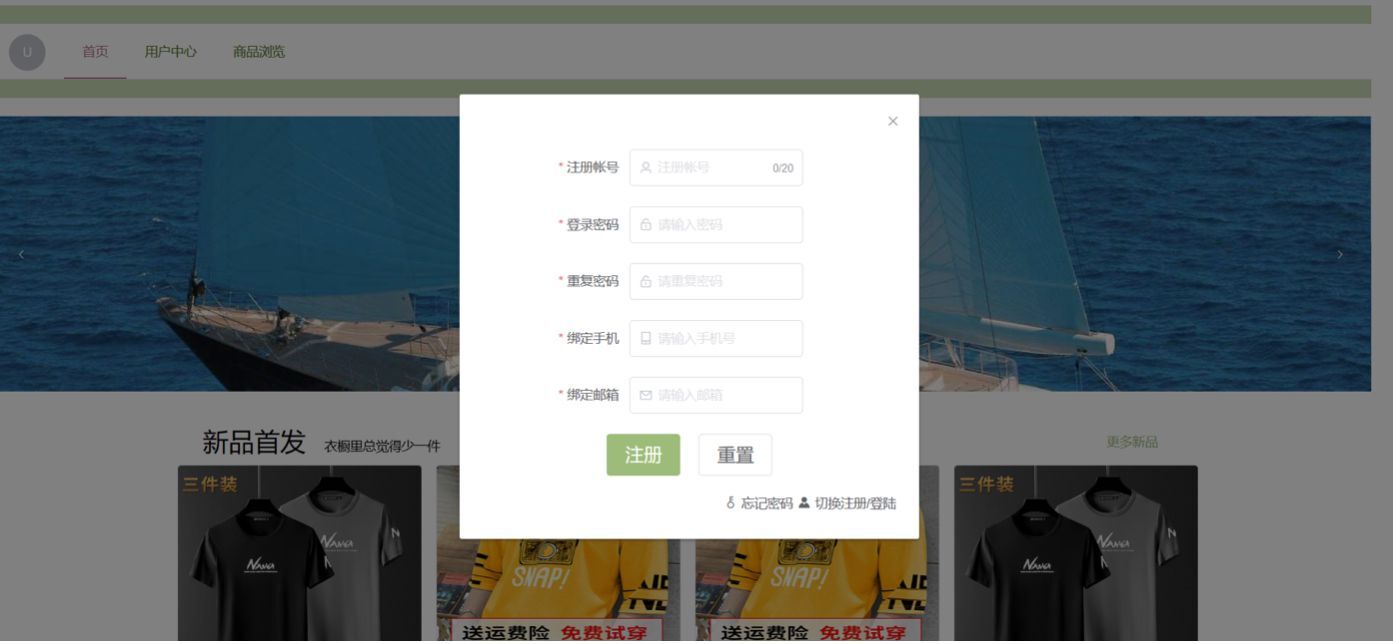 U 首页 用户中心 商品浏览
* 注册帐号 注册帐号 0/20
* 登录密码 请输入密码
* 重复密码 请重复密码
* 绑定手机 请输入手机号
* 绑定邮箱 请输入邮箱
注册 重置
忘记密码 切换注册/登陆
新品首发 衣橱里总觉得少一件 更多新品
三件装 三件装
SNAP! SNAP!
送运费险 免费试穿 送运费险 免费试穿